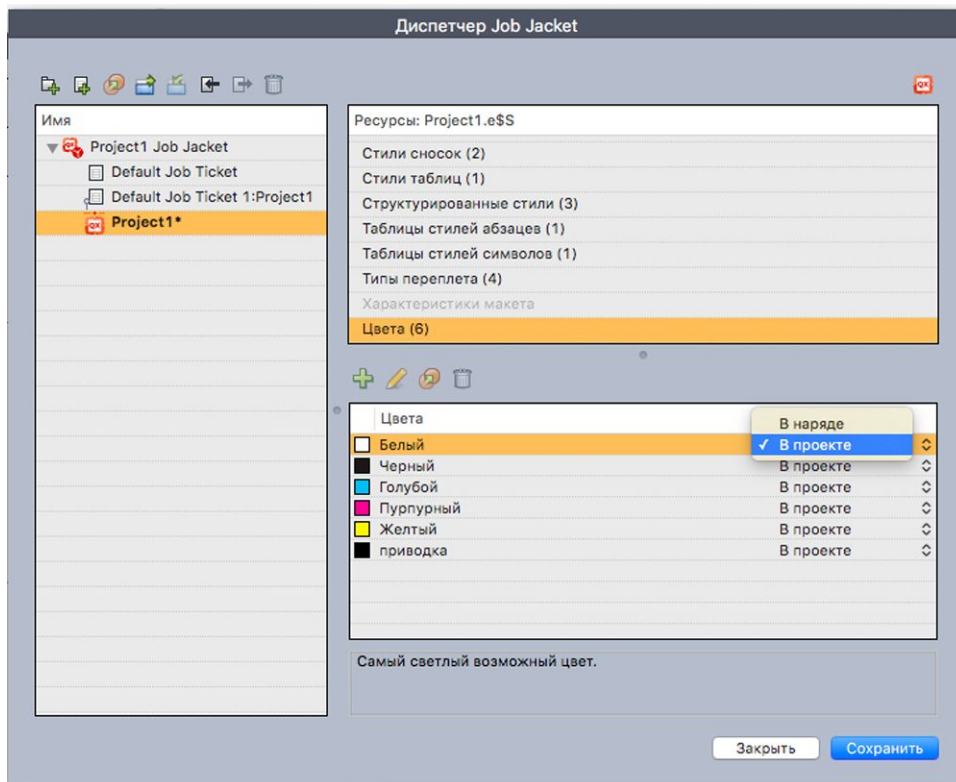 Диспетчер Job Jacket
Имя
Project1 Job Jacket
Default Job Ticket
Default Job Ticket 1:Project1
Project1*
Ресурсы: Project1.e$S
Стили сносок (2)
Стили таблиц (1)
Структурированные стили (3)
Таблицы стилей абзацев (1)
Таблицы стилей символов (1)
Типы переплета (4)
Характеристики макета
Цвета (6)
Цвета
В наряде
Белый ✓ В проекте
Черный В проекте
Голубой В проекте
Пурпурный В проекте
Желтый В проекте
приводка В проекте
Самый светлый возможный цвет.
Закрыть Сохранить